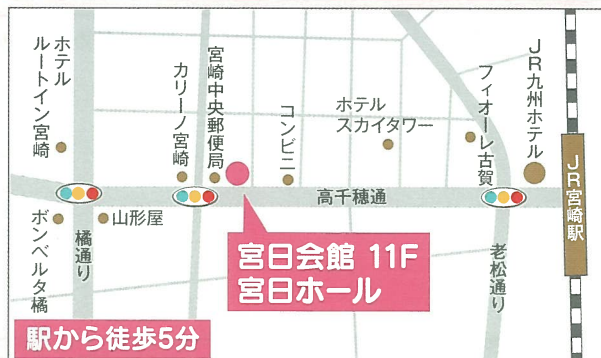 ホテル
ルートイン宮崎
カリーノ宮崎
宮崎中央郵便局
コンビニ
ホテル
スカイタワー
フィオーレ古賀
JR九州ホテル
JR宮崎駅
高千穂通
ボンベルタ橘
橘通り
山形屋
宮日会館 11F
宮日ホール
老松通り
駅から徒歩5分